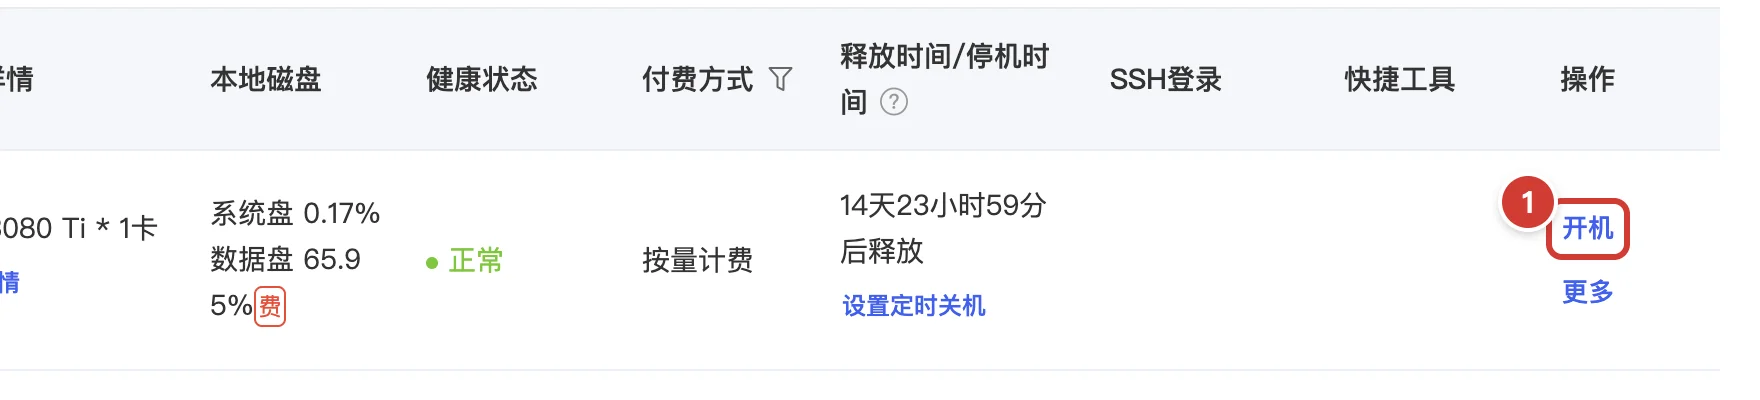 情
本地磁盘
健康状态
付费方式
释放时间/停机时
间 ?
SSH登录
快捷工具
操作
080 Ti * 1卡
情
系统盘 0.17%
数据盘 65.9
5% 费
正常
按量计费
14天23小时59分
后释放
设置定时关机
1
开机
更多